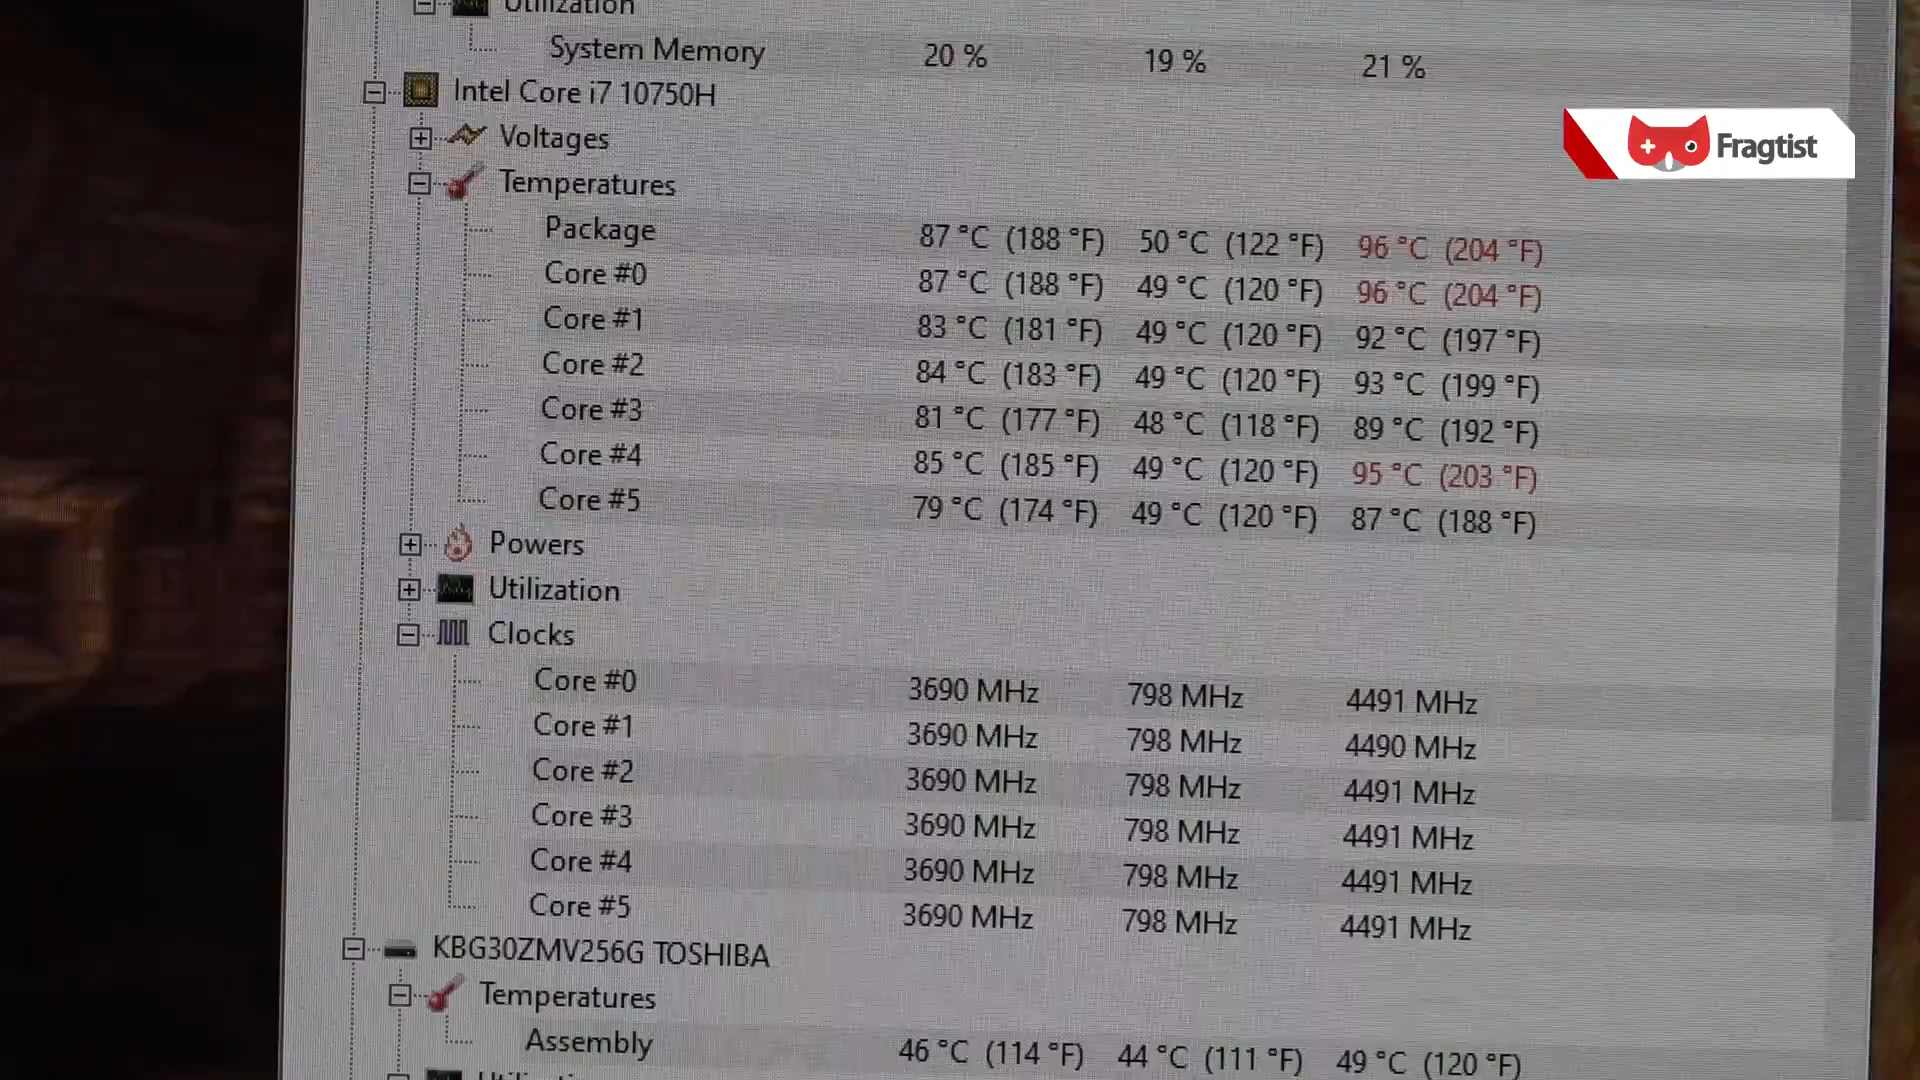 Utilization
System Memory 20 % 19 % 21 %
Intel Core i7 10750H
Fragtist
Voltages
Temperatures
Package 87 °C (188 °F) 50 °C (122 °F) 96 °C (204 °F)
Core #0 87 °C (188 °F) 49 °C (120 °F) 96 °C (204 °F)
Core #1 83 °C (181 °F) 49 °C (120 °F) 92 °C (197 °F)
Core #2 84 °C (183 °F) 49 °C (120 °F) 93 °C (199 °F)
Core #3 81 °C (177 °F) 48 °C (118 °F) 89 °C (192 °F)
Core #4 85 °C (185 °F) 49 °C (120 °F) 95 °C (203 °F)
Core #5 79 °C (174 °F) 49 °C (120 °F) 87 °C (188 °F)
Powers
Utilization
Clocks
Core #0 3690 MHz 798 MHz 4491 MHz
Core #1 3690 MHz 798 MHz 4490 MHz
Core #2 3690 MHz 798 MHz 4491 MHz
Core #3 3690 MHz 798 MHz 4491 MHz
Core #4 3690 MHz 798 MHz 4491 MHz
Core #5 3690 MHz 798 MHz 4491 MHz
KBG30ZMV256G TOSHIBA
Temperatures
Assembly 46 °C (114 °F) 44 °C (111 °F) 49 °C (120 °F)